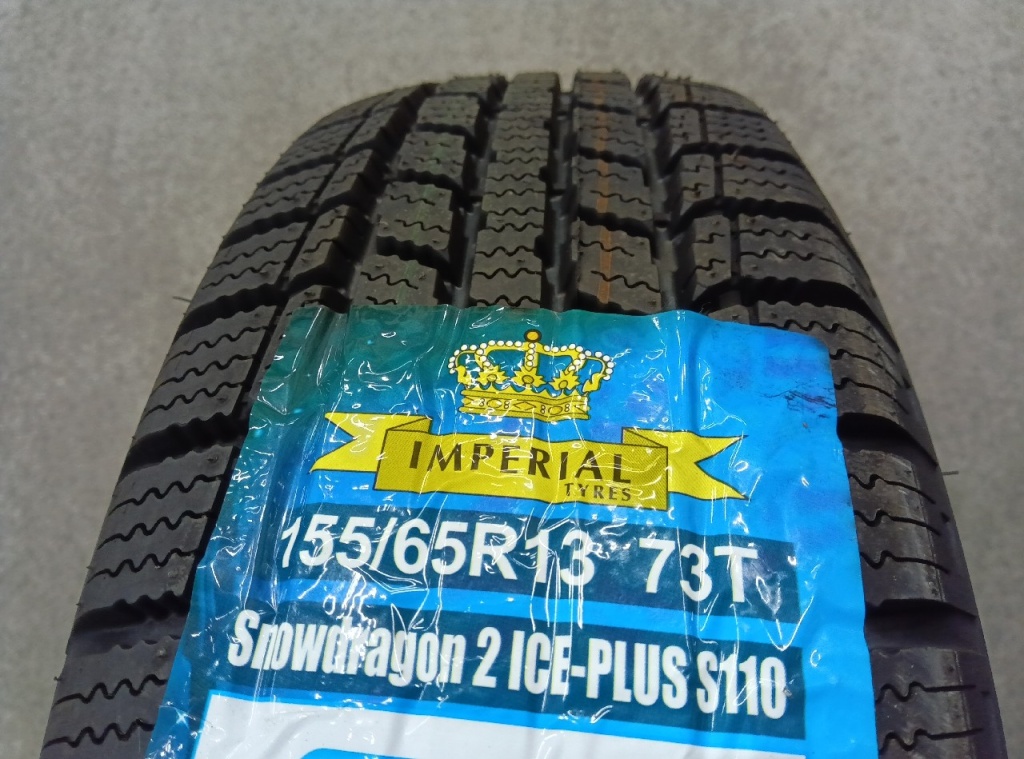 IMPERIAL
TYRES
155/65R13 73T
Snowdragon 2 ICE-PLUS S110